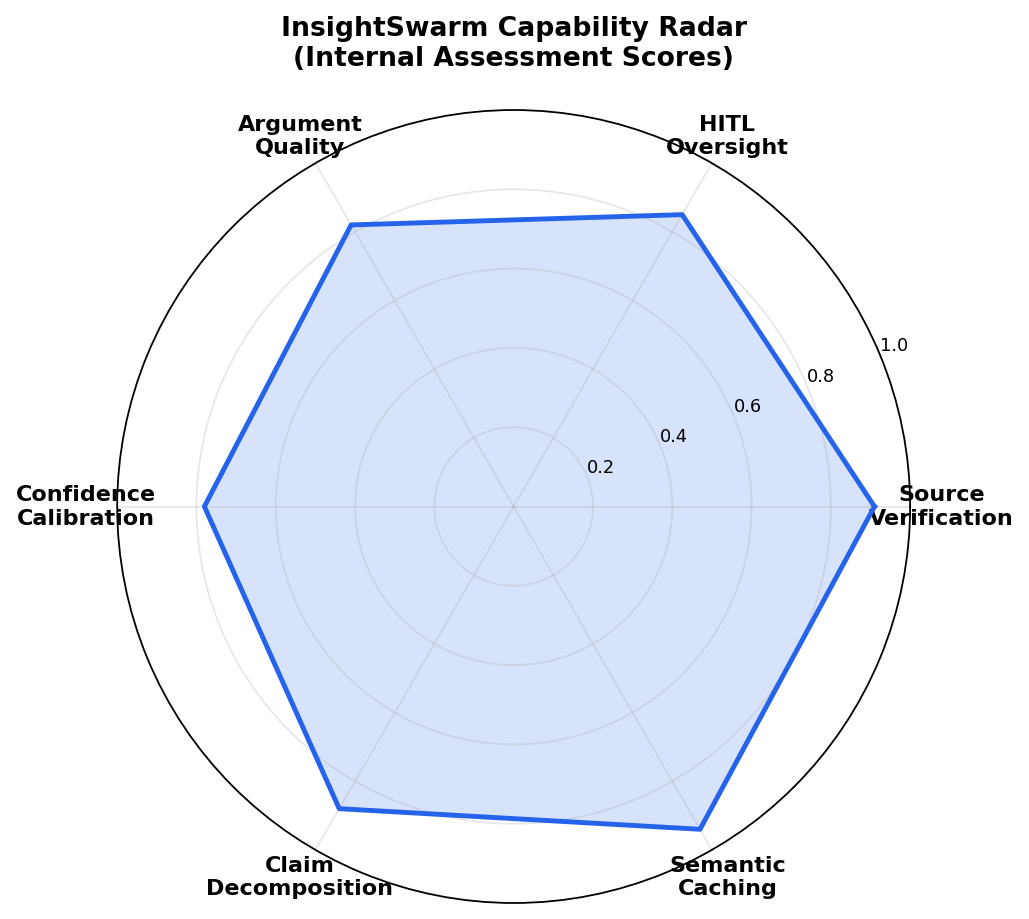 InsightSwarm Capability Radar
(Internal Assessment Scores)
Argument
Quality
HITL
Oversight
1.0
0.8
0.6
0.4
0.2
Confidence
Calibration
Source
Verification
Claim
Decomposition
Semantic
Caching